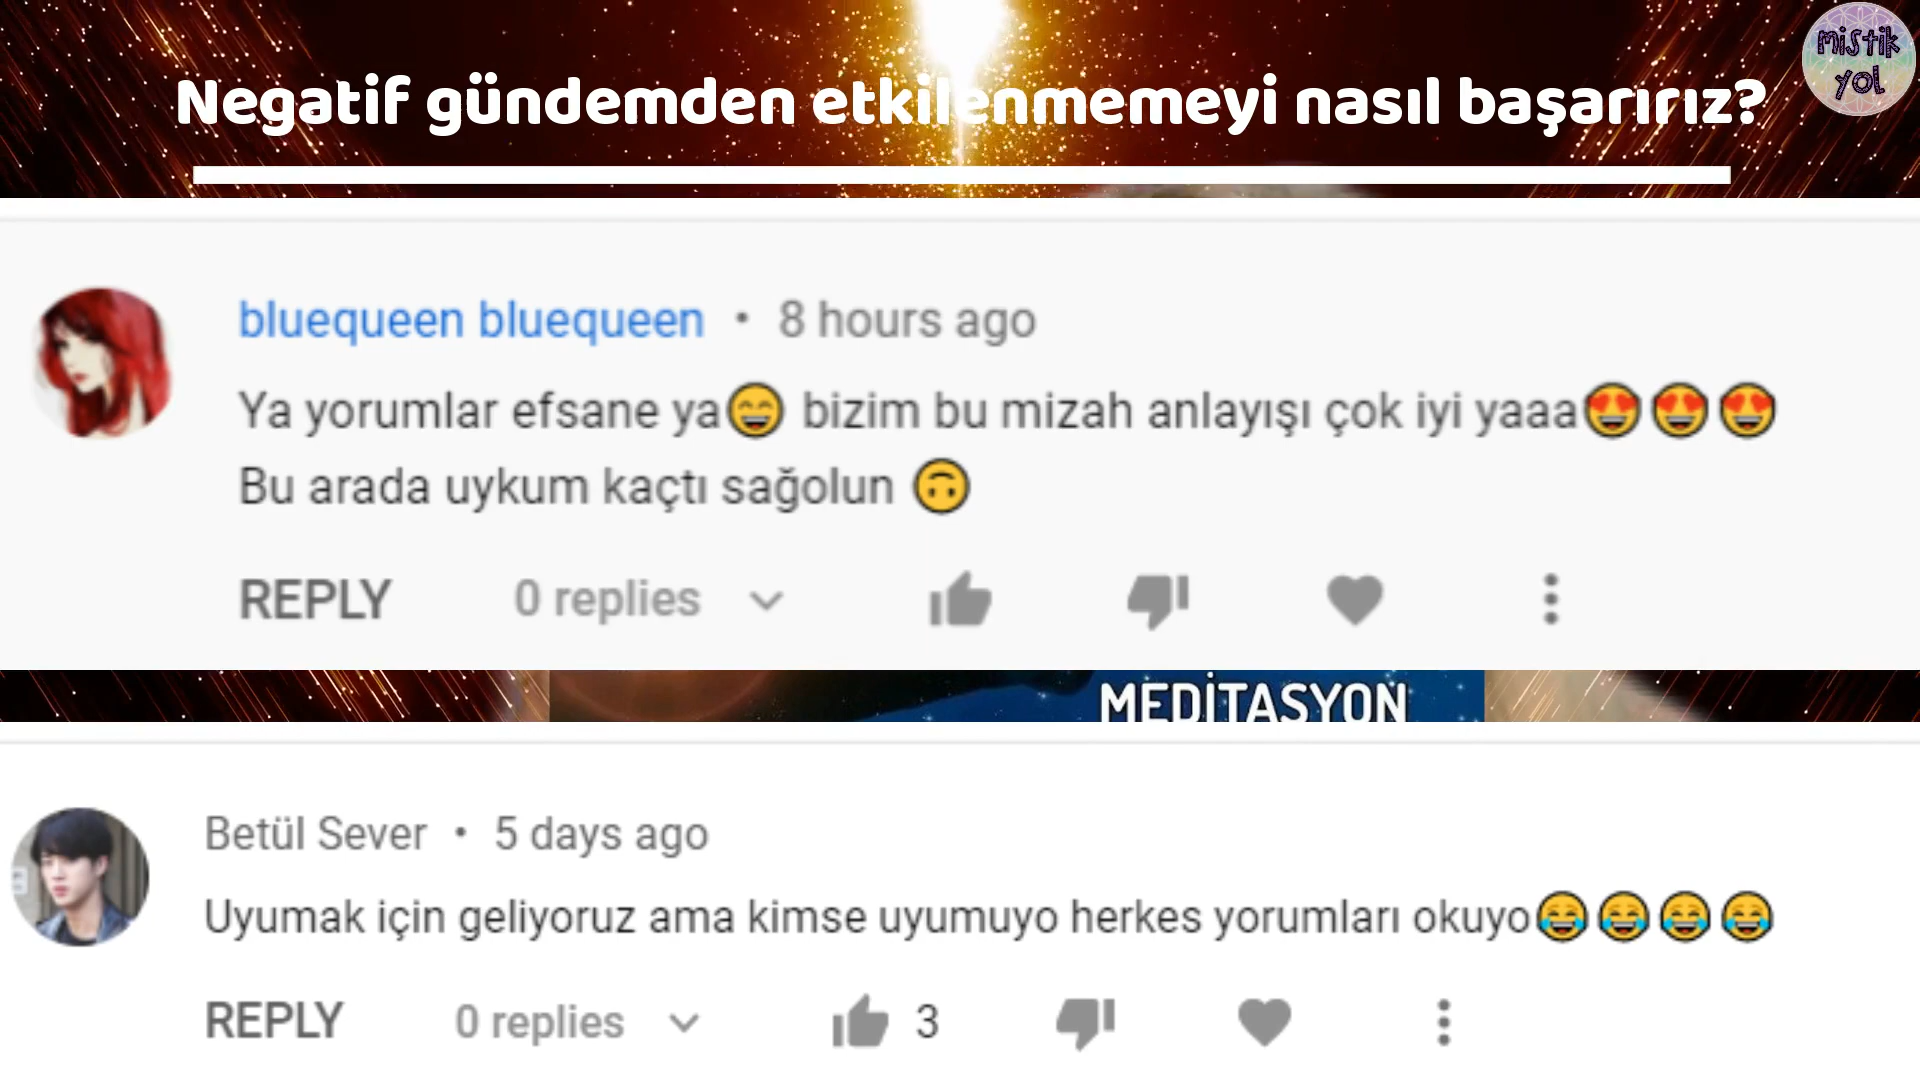 mistik
yol
Negatif gündemden etkilenmemeyi nasıl başarırız?
bluequeen bluequeen • 8 hours ago
Ya yorumlar efsane ya😄 bizim bu mizah anlayışı çok iyi yaaa😍😍😍
Bu arada uykum kaçtı sağolun 🙃
REPLY 0 replies
MEDİTASYON
Betül Sever • 5 days ago
Uyumak için geliyoruz ama kimse uyumuyo herkes yorumları okuyo😂😂😂😂
REPLY 0 replies 3